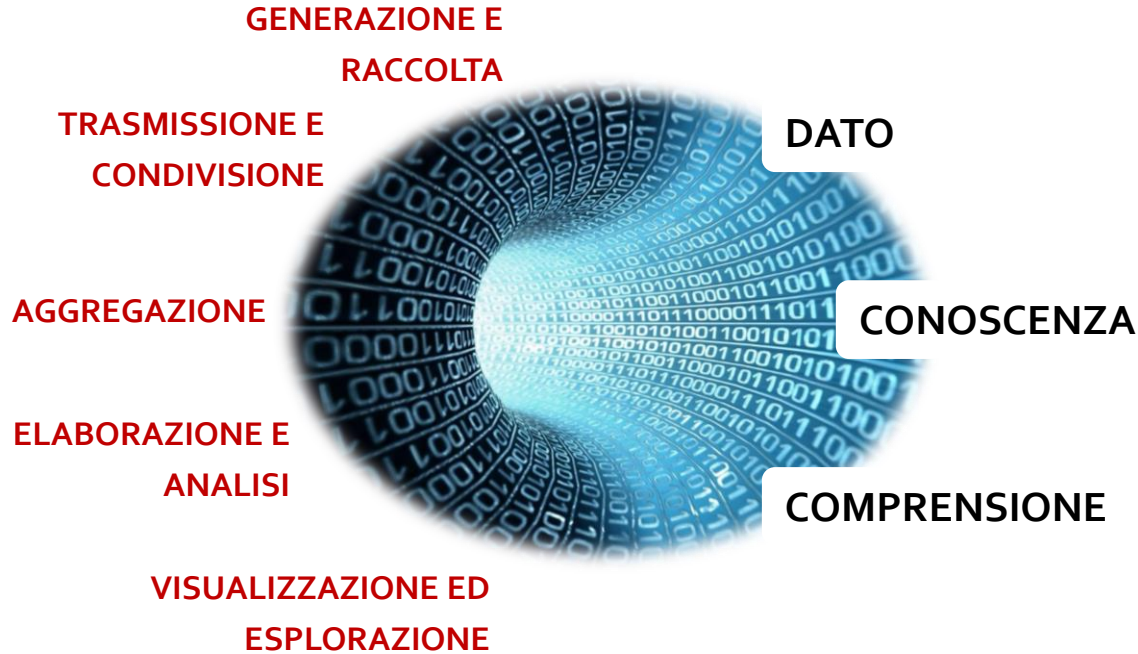 GENERAZIONE E
RACCOLTA
TRASMISSIONE E
CONDIVISIONE
AGGREGAZIONE
ELABORAZIONE E
ANALISI
VISUALIZZAZIONE ED
ESPLORAZIONE
DATO
CONOSCENZA
COMPRENSIONE